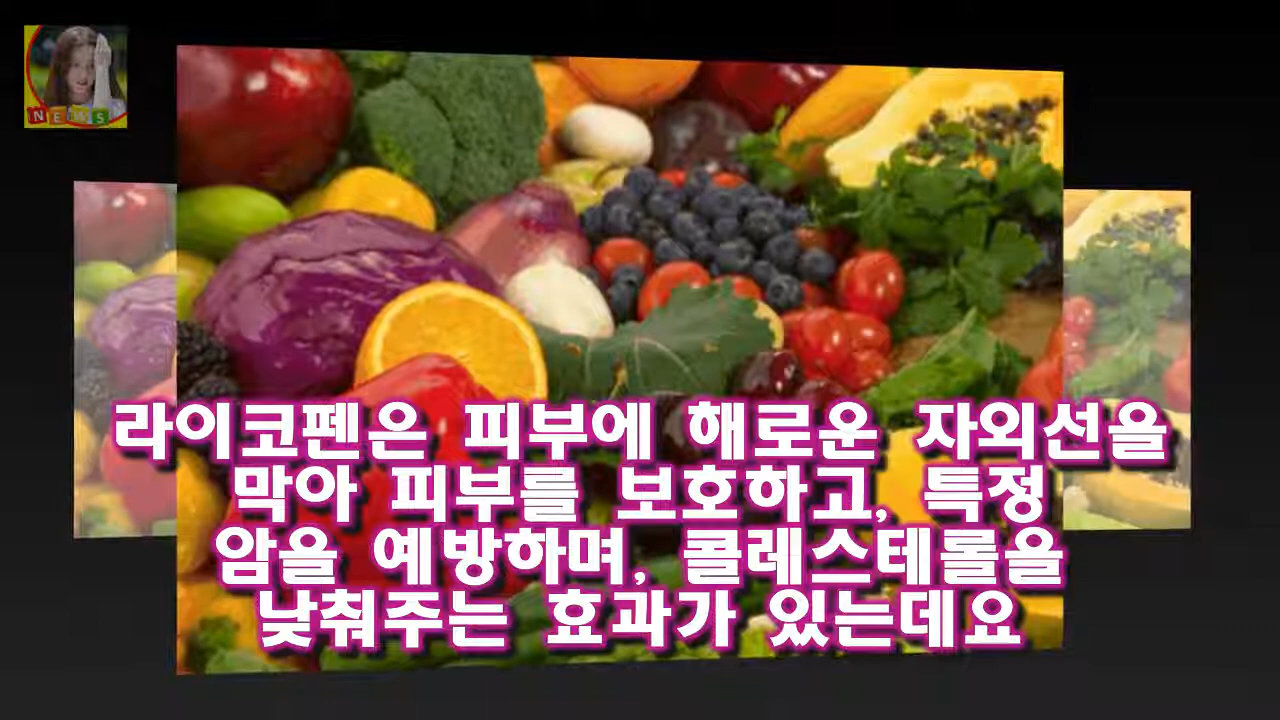 NEWS
라이코펜은 피부에 해로운 자외선을
막아 피부를 보호하고, 특정
암을 예방하며, 콜레스테롤을
낮춰주는 효과가 있는데요